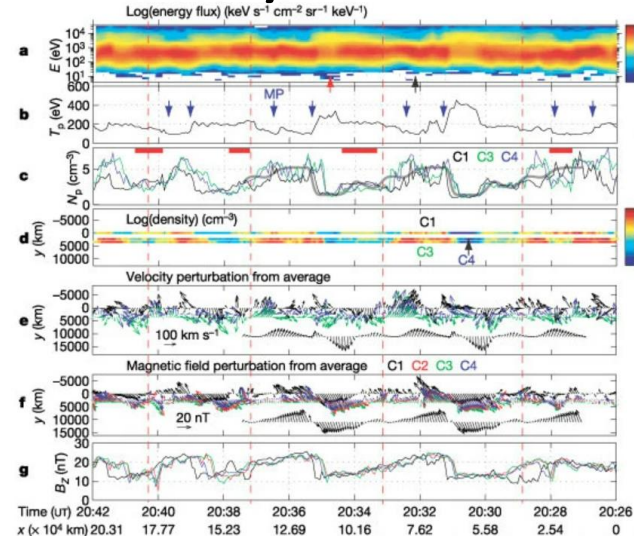 Log(energy flux) (keV s⁻¹ cm⁻² sr⁻¹ keV⁻¹)
a
E (eV)
10⁴
10³
10²
10¹
b
Tₚ (eV)
600
400
200
0
MP
c
Nₚ (cm⁻³)
5
0
C1 C3 C4
d
y (km)
-5000
0
5000
10000
Log(density) (cm⁻³)
C1
C3
C4
Velocity perturbation from average
e
y (km)
-5000
0
5000
10000
15000
100 km s⁻¹
Magnetic field perturbation from average C1 C2 C3 C4
f
y (km)
-5000
0
5000
10000
15000
20 nT
g
B_Z (nT)
30
20
10
0
Time (UT) 20:42 20:40 20:38 20:36 20:34 20:32 20:30 20:28 20:26
x (× 10⁴ km) 20.31 17.77 15.23 12.69 10.16 7.62 5.58 2.54 0